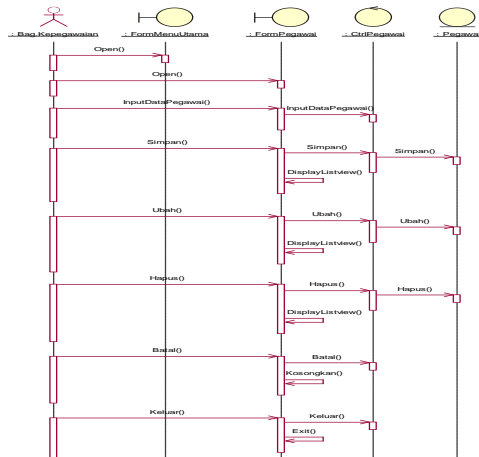 : Bag.Kepegawaian : FormMenuUtama : FormPegawai : CtrlPegawai : Pegawai
Open()
Open()
InputDataPegawai()
InputDataPegawai()
Simpan()
Simpan()
Simpan()
DisplayListview()
Ubah()
Ubah()
Ubah()
DisplayListview()
Hapus()
Hapus()
Hapus()
DisplayListview()
Batal()
Batal()
Kosongkan()
Keluar()
Keluar()
Exit()